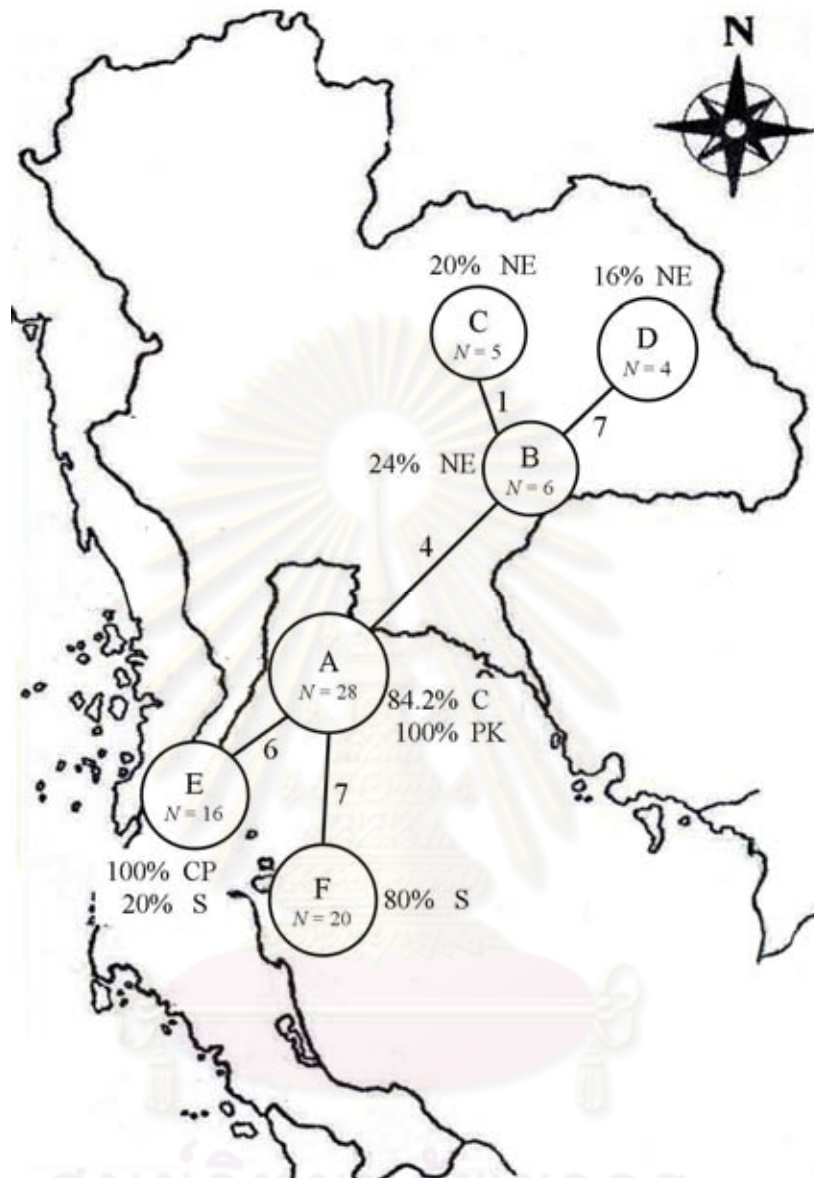 N
20% NE
16% NE
C
N = 5
D
N = 4
1
7
24% NE
B
N = 6
4
A
N = 28
84.2% C
100% PK
6
7
E
N = 16
100% CP
20% S
F
N = 20
80% S